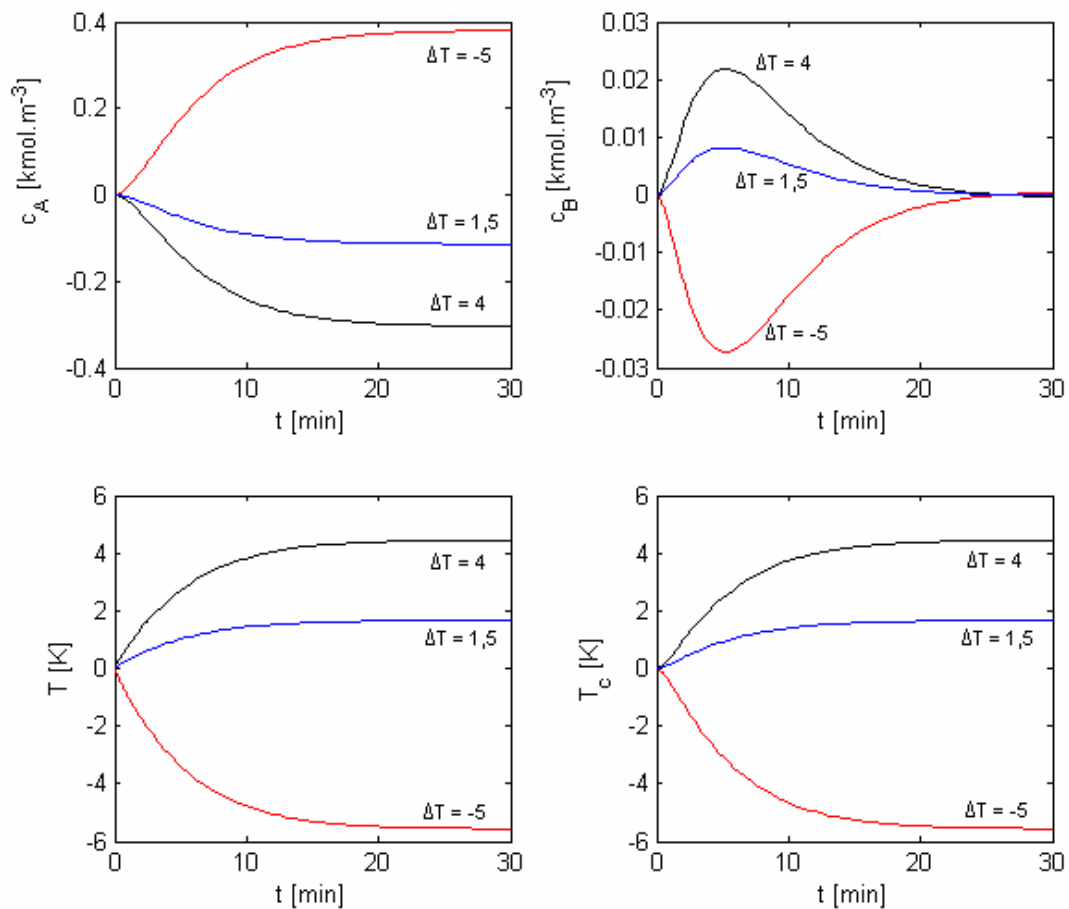 0.4
0.2
0
-0.2
-0.4
c_A [kmol.m⁻³]
ΔT = -5
ΔT = 1,5
ΔT = 4
0 10 20 30
t [min]
0.03
0.02
0.01
0
-0.01
-0.02
-0.03
c_B [kmol.m⁻³]
ΔT = 4
ΔT = 1,5
ΔT = -5
0 10 20 30
t [min]
6
4
2
0
-2
-4
-6
T [K]
ΔT = 4
ΔT = 1,5
ΔT = -5
0 10 20 30
t [min]
6
4
2
0
-2
-4
-6
T_c [K]
ΔT = 4
ΔT = 1,5
ΔT = -5
0 10 20 30
t [min]